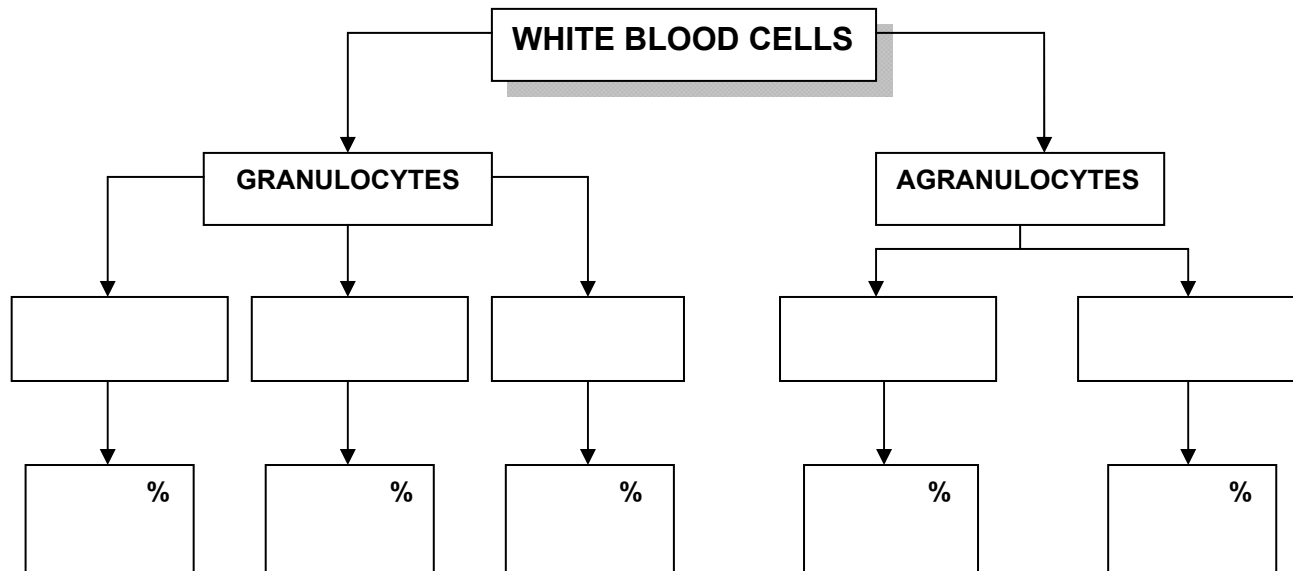 WHITE BLOOD CELLS
GRANULOCYTES
AGRANULOCYTES
%
%
%
%
%